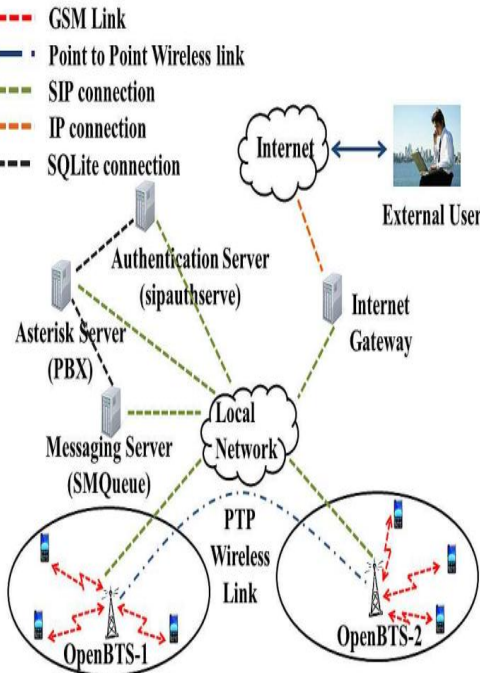 GSM Link
Point to Point Wireless link
SIP connection
IP connection
SQLite connection
Internet
External User
Authentication Server
(sipauthserve)
Internet
Gateway
Asterisk Server
(PBX)
Local
Network
Messaging Server
(SMQueue)
PTP
Wireless
Link
OpenBTS-1
OpenBTS-2